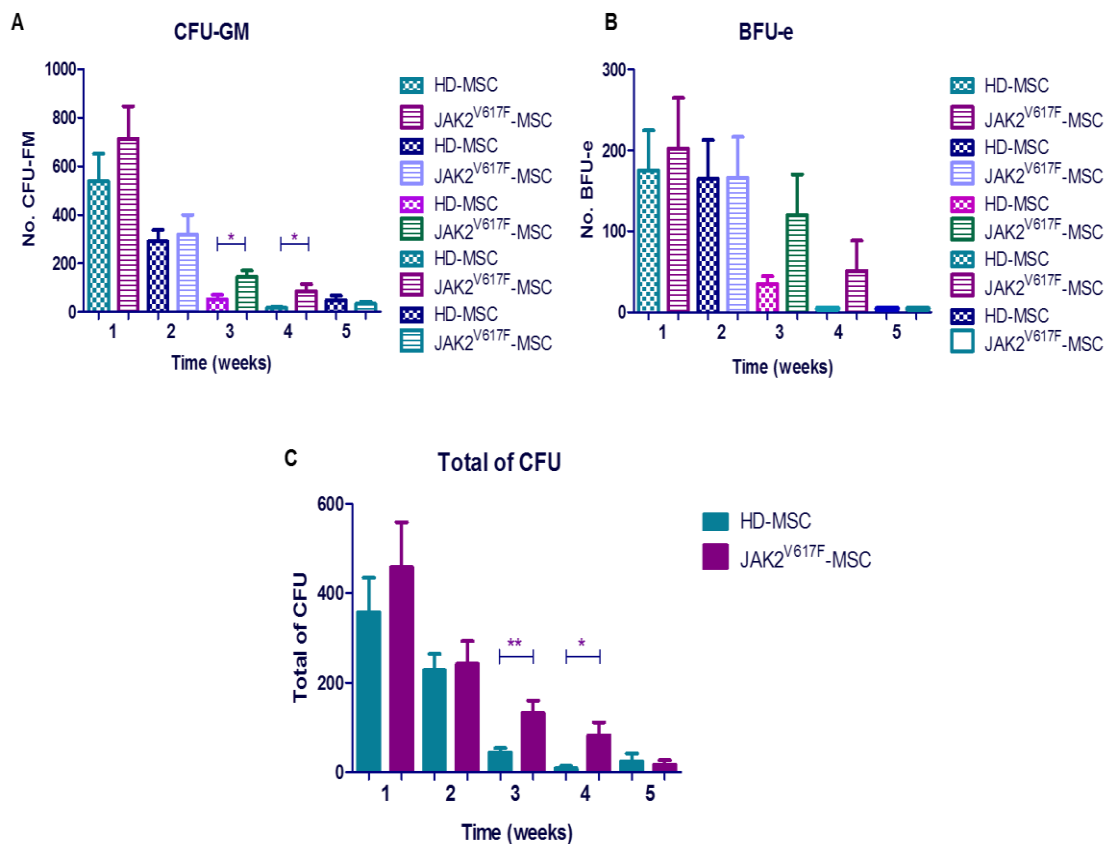 A
CFU-GM
No. CFU-FM
1000
800
600
400
200
0
*
*
1 2 3 4 5
Time (weeks)
HD-MSC
JAK2V617F-MSC
HD-MSC
JAK2V617F-MSC
HD-MSC
JAK2V617F-MSC
HD-MSC
JAK2V617F-MSC
HD-MSC
JAK2V617F-MSC
B
BFU-e
No. BFU-e
300
200
100
0
1 2 3 4 5
Time (weeks)
HD-MSC
JAK2V617F-MSC
HD-MSC
JAK2V617F-MSC
HD-MSC
JAK2V617F-MSC
HD-MSC
JAK2V617F-MSC
HD-MSC
JAK2V617F-MSC
C
Total of CFU
Total of CFU
600
400
200
0
**
*
1 2 3 4 5
Time (weeks)
HD-MSC
JAK2V617F-MSC